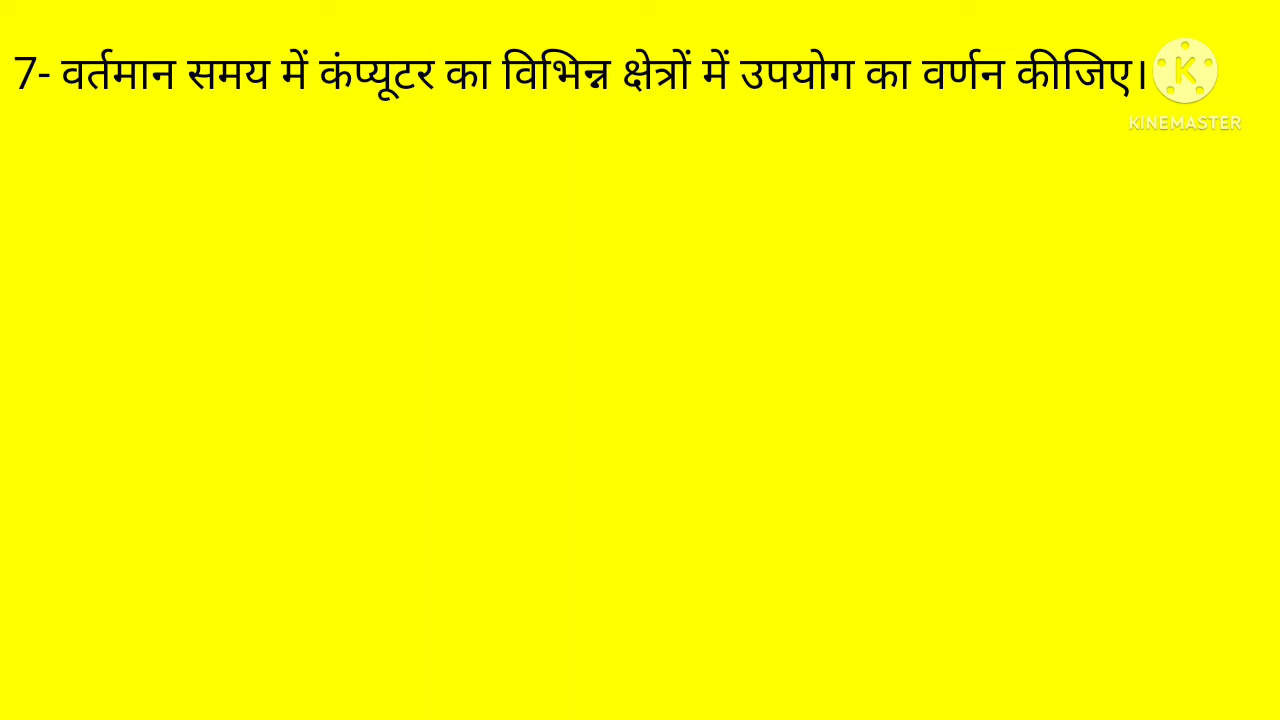 7- वर्तमान समय में कंप्यूटर का विभिन्न क्षेत्रों में उपयोग का वर्णन कीजिए।
K
KINEMASTER